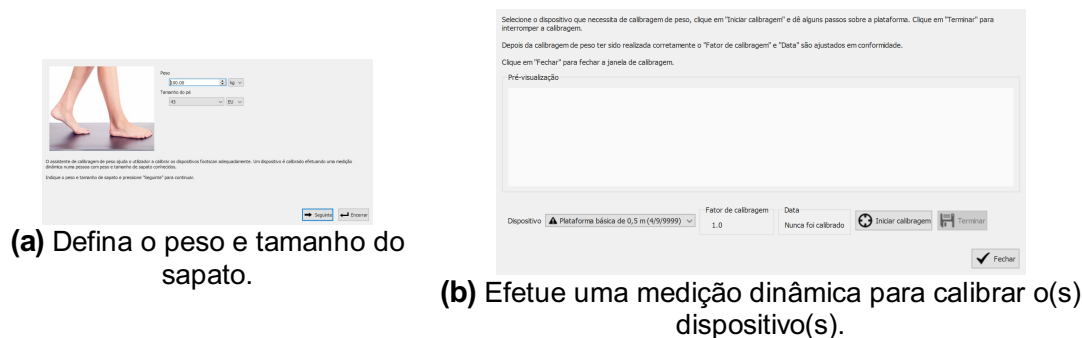 Peso
100.00
kg
Tamanho do pé
43
EU
O assistente de calibragem de peso ajuda o utilizador a calibrar os dispositivos footscan adequadamente. Um dispositivo é calibrado efetuando uma medição
dinâmica numa pessoa com peso e tamanho de sapato conhecidos.
Indique o peso e tamanho do sapato e pressione "Seguinte" para continuar.
Seguinte
Encerrar
(a) Defina o peso e tamanho do
sapato.
Selecione o dispositivo que necessita de calibragem de peso, clique em "Iniciar calibragem" e dê alguns passos sobre a plataforma. Clique em "Terminar" para
interromper a calibragem.
Depois da calibragem de peso ter sido realizada corretamente o "Fator de calibragem" e "Data" são ajustados em conformidade.
Clique em "Fechar" para fechar a janela de calibragem.
Pré-visualização
Dispositivo
Plataforma básica de 0,5 m (4/9/9999)
Fator de calibragem
1.0
Data
Nunca foi calibrado
Iniciar calibragem
Terminar
Fechar
(b) Efetue uma medição dinâmica para calibrar o(s)
dispositivo(s).